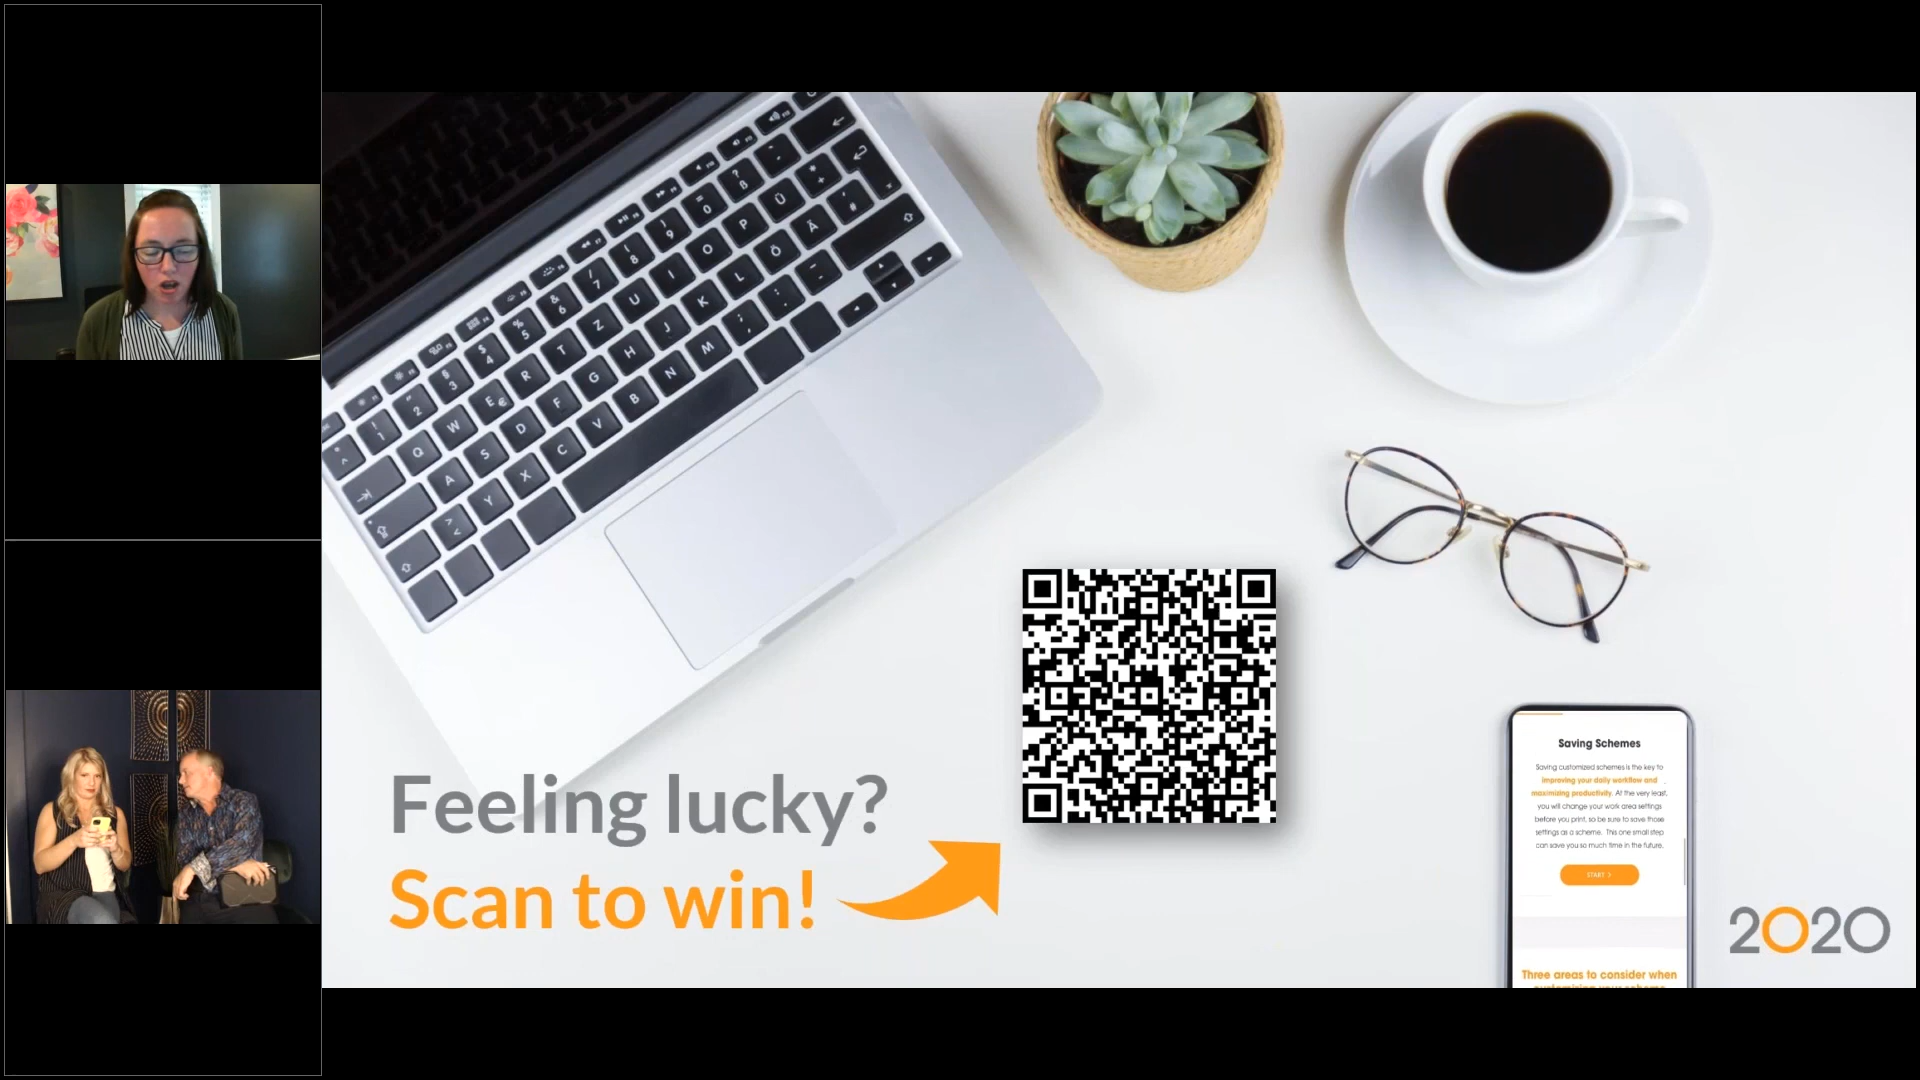 Feeling lucky?
Scan to win!
Saving Schemes
Saving customized schemes is the key to
improving your daily workflow and
maximizing productivity. At the very least,
you will change your work area settings
before you print, so be sure to save those
settings as a scheme. This one small step
can save you so much time in the future.
START >
Three areas to consider when
2020